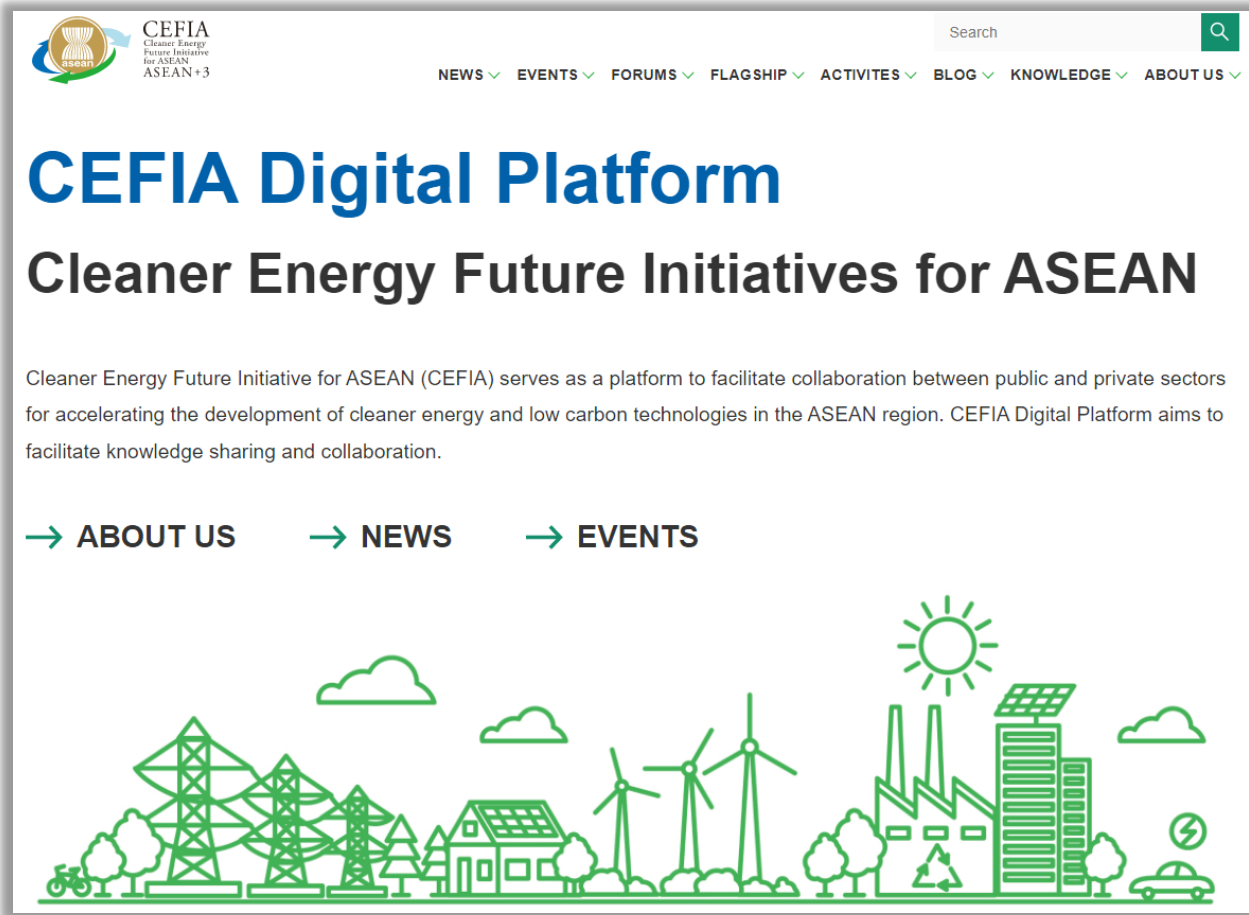 CEFIA
Cleaner Energy
Future Initiative
for ASEAN
ASEAN+3
asean
Search
NEWS EVENTS FORUMS FLAGSHIP ACTIVITES BLOG KNOWLEDGE ABOUT US
CEFIA Digital Platform
Cleaner Energy Future Initiatives for ASEAN
Cleaner Energy Future Initiative for ASEAN (CEFIA) serves as a platform to facilitate collaboration between public and private sectors
for accelerating the development of cleaner energy and low carbon technologies in the ASEAN region. CEFIA Digital Platform aims to
facilitate knowledge sharing and collaboration.
→ ABOUT US → NEWS → EVENTS